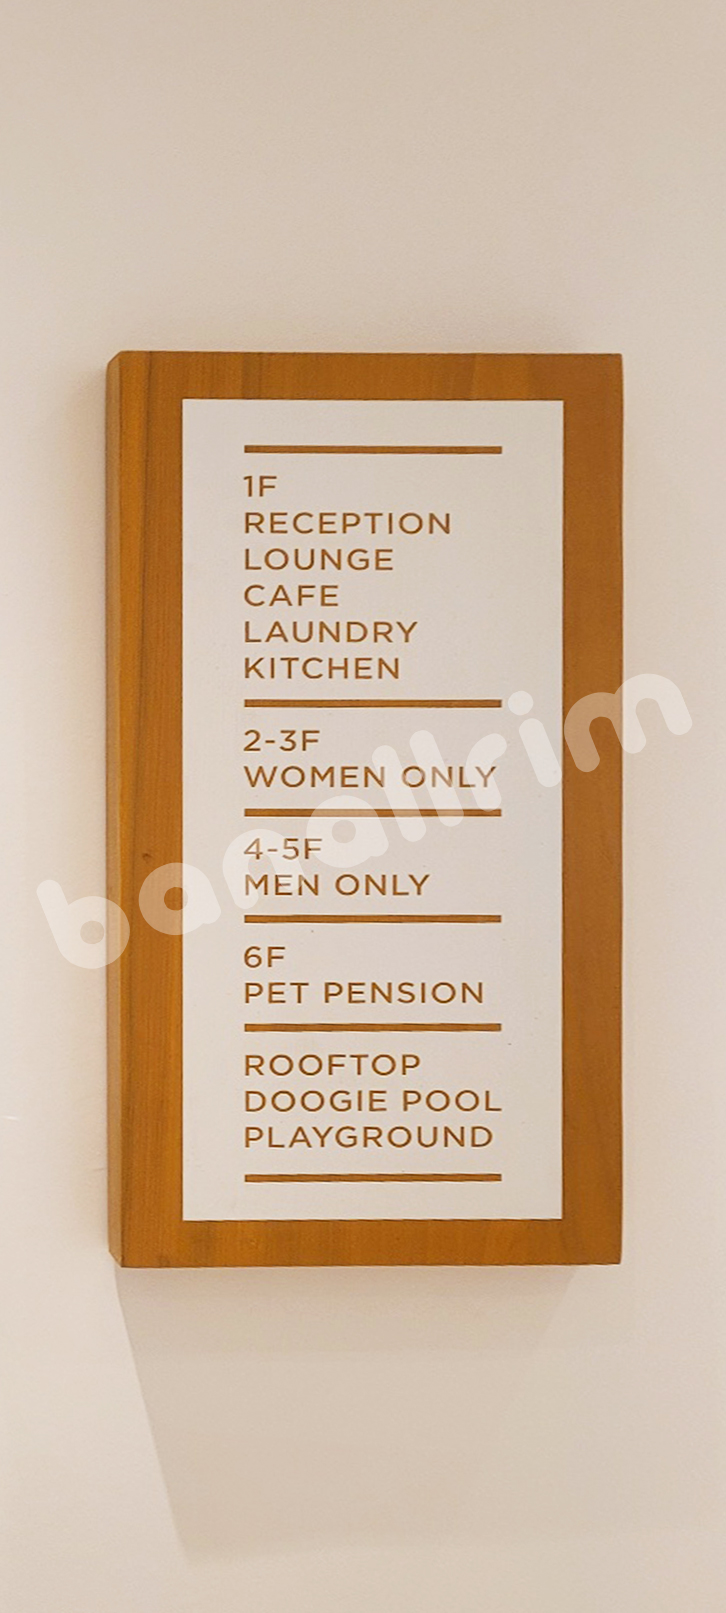 1F
RECEPTION
LOUNGE
CAFE
LAUNDRY
KITCHEN
2-3F
WOMEN ONLY
4-5F
MEN ONLY
6F
PET PENSION
ROOFTOP
DOOGIE POOL
PLAYGROUND
banallrim